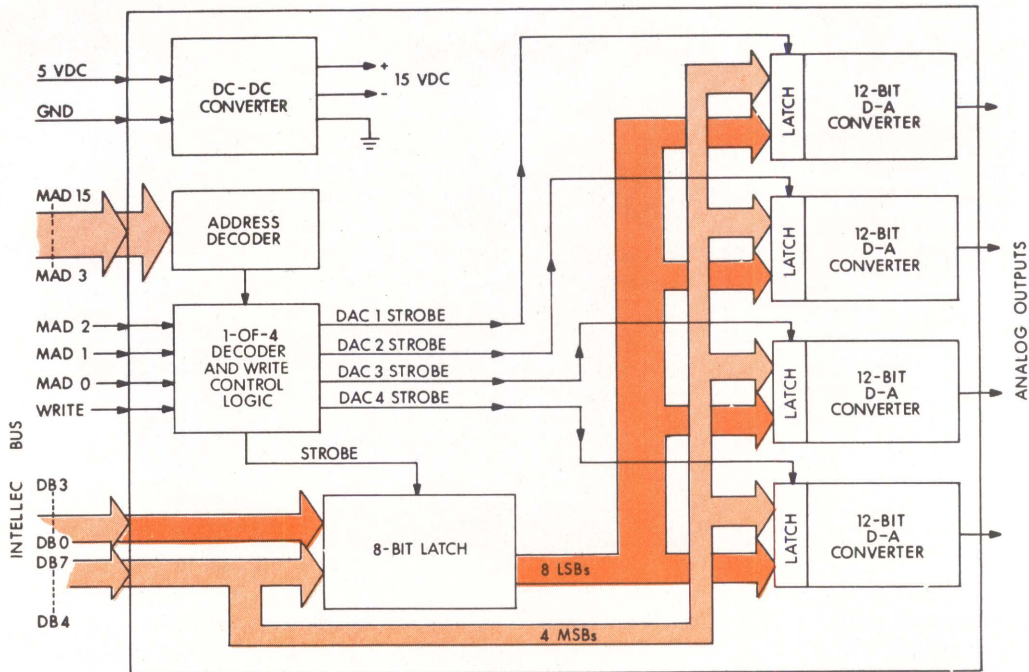 5 VDC
GND
DC-DC
CONVERTER
+
15 VDC
-
MAD 15
MAD 3
ADDRESS
DECODER
MAD 2
MAD 1
MAD 0
WRITE
1-OF-4
DECODER
AND WRITE
CONTROL
LOGIC
DAC 1 STROBE
DAC 2 STROBE
DAC 3 STROBE
DAC 4 STROBE
STROBE
INTELLEC BUS
DB3
DB0
DB7
DB4
8-BIT LATCH
8 LSBs
4 MSBs
LATCH
12-BIT
D-A
CONVERTER
LATCH
12-BIT
D-A
CONVERTER
LATCH
12-BIT
D-A
CONVERTER
LATCH
12-BIT
D-A
CONVERTER
ANALOG OUTPUTS